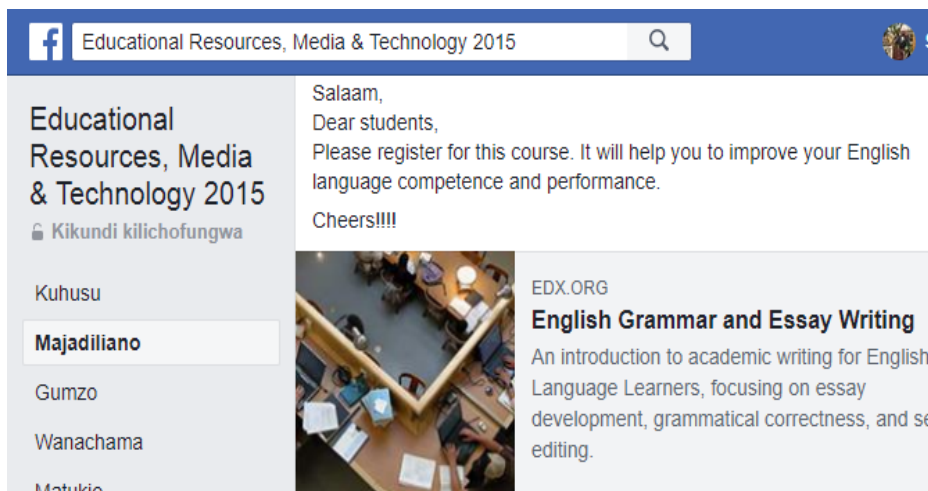 Educational Resources, Media & Technology 2015
Educational
Resources, Media
& Technology 2015
Kikundi kilichofungwa
Kuhusu
Majadiliano
Gumzo
Wanachama
Matukio
Salaam,
Dear students,
Please register for this course. It will help you to improve your English
language competence and performance.
Cheers!!!!
EDX.ORG
English Grammar and Essay Writing
An introduction to academic writing for English
Language Learners, focusing on essay
development, grammatical correctness, and
editing.